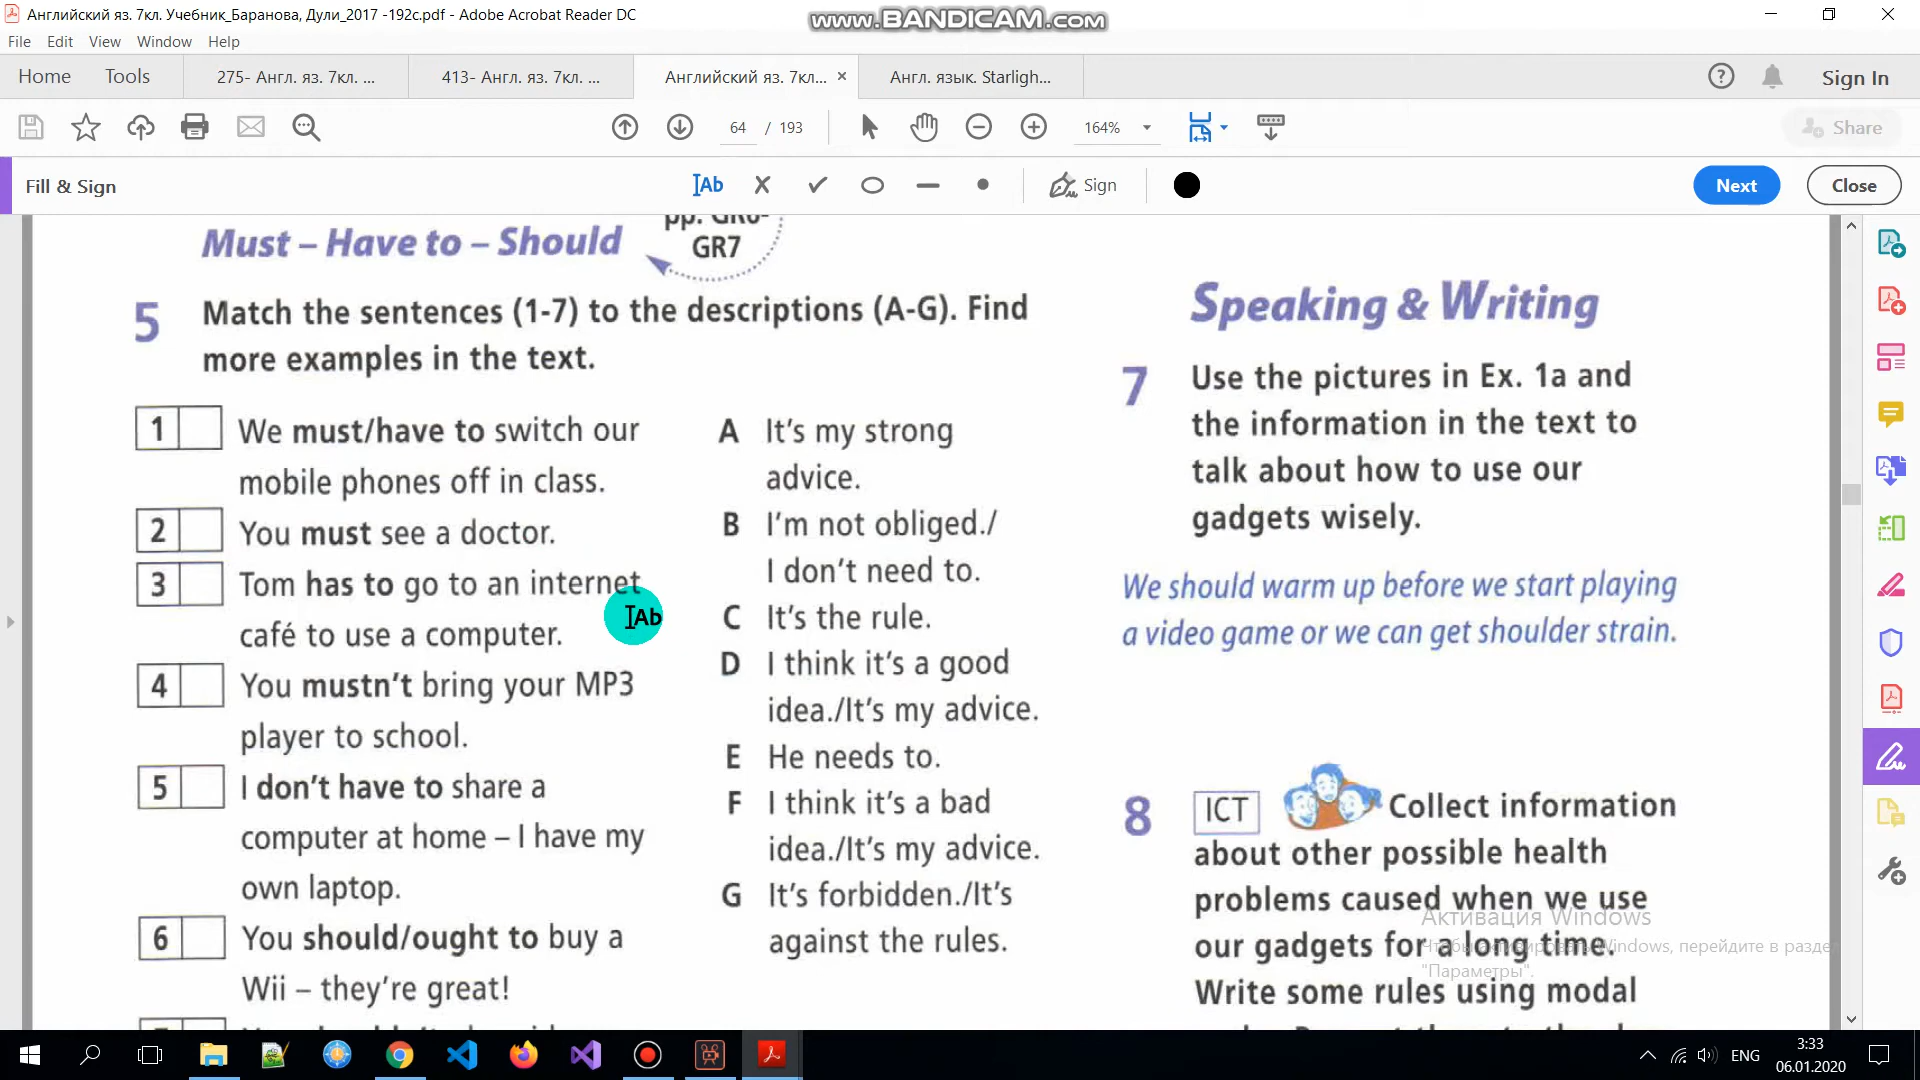 Английский яз. 7кл. Учебник_Баранова, Дули_2017 -192с.pdf - Adobe Acrobat Reader DC
www.BANDICAM.com
File Edit View Window Help
Home Tools 275- Англ. яз. 7кл. ... 413- Англ. яз. 7кл. ... Английский яз. 7кл... × Англ. язык. Starligh... Sign In
64 / 193 164% Share
Fill & Sign Ab Sign Next Close
pp. GR6-
GR7
Must – Have to – Should
5 Match the sentences (1-7) to the descriptions (A-G). Find
more examples in the text.
1 We must/have to switch our
mobile phones off in class.
2 You must see a doctor.
3 Tom has to go to an internet
café to use a computer.
Ab
4 You mustn't bring your MP3
player to school.
5 I don't have to share a
computer at home – I have my
own laptop.
6 You should/ought to buy a
Wii – they're great!
A It's my strong
advice.
B I'm not obliged./
I don't need to.
C It's the rule.
D I think it's a good
idea./It's my advice.
E He needs to.
F I think it's a bad
idea./It's my advice.
G It's forbidden./It's
against the rules.
Speaking & Writing
7 Use the pictures in Ex. 1a and
the information in the text to
talk about how to use our
gadgets wisely.
We should warm up before we start playing
a video game or we can get shoulder strain.
8 ICT Collect information
about other possible health
problems caused when we use
our gadgets for a long time.
Write some rules using modal
Активация Windows
Чтобы активировать Windows, перейдите в раздел
"Параметры".
ENG 3:33
06.01.2020